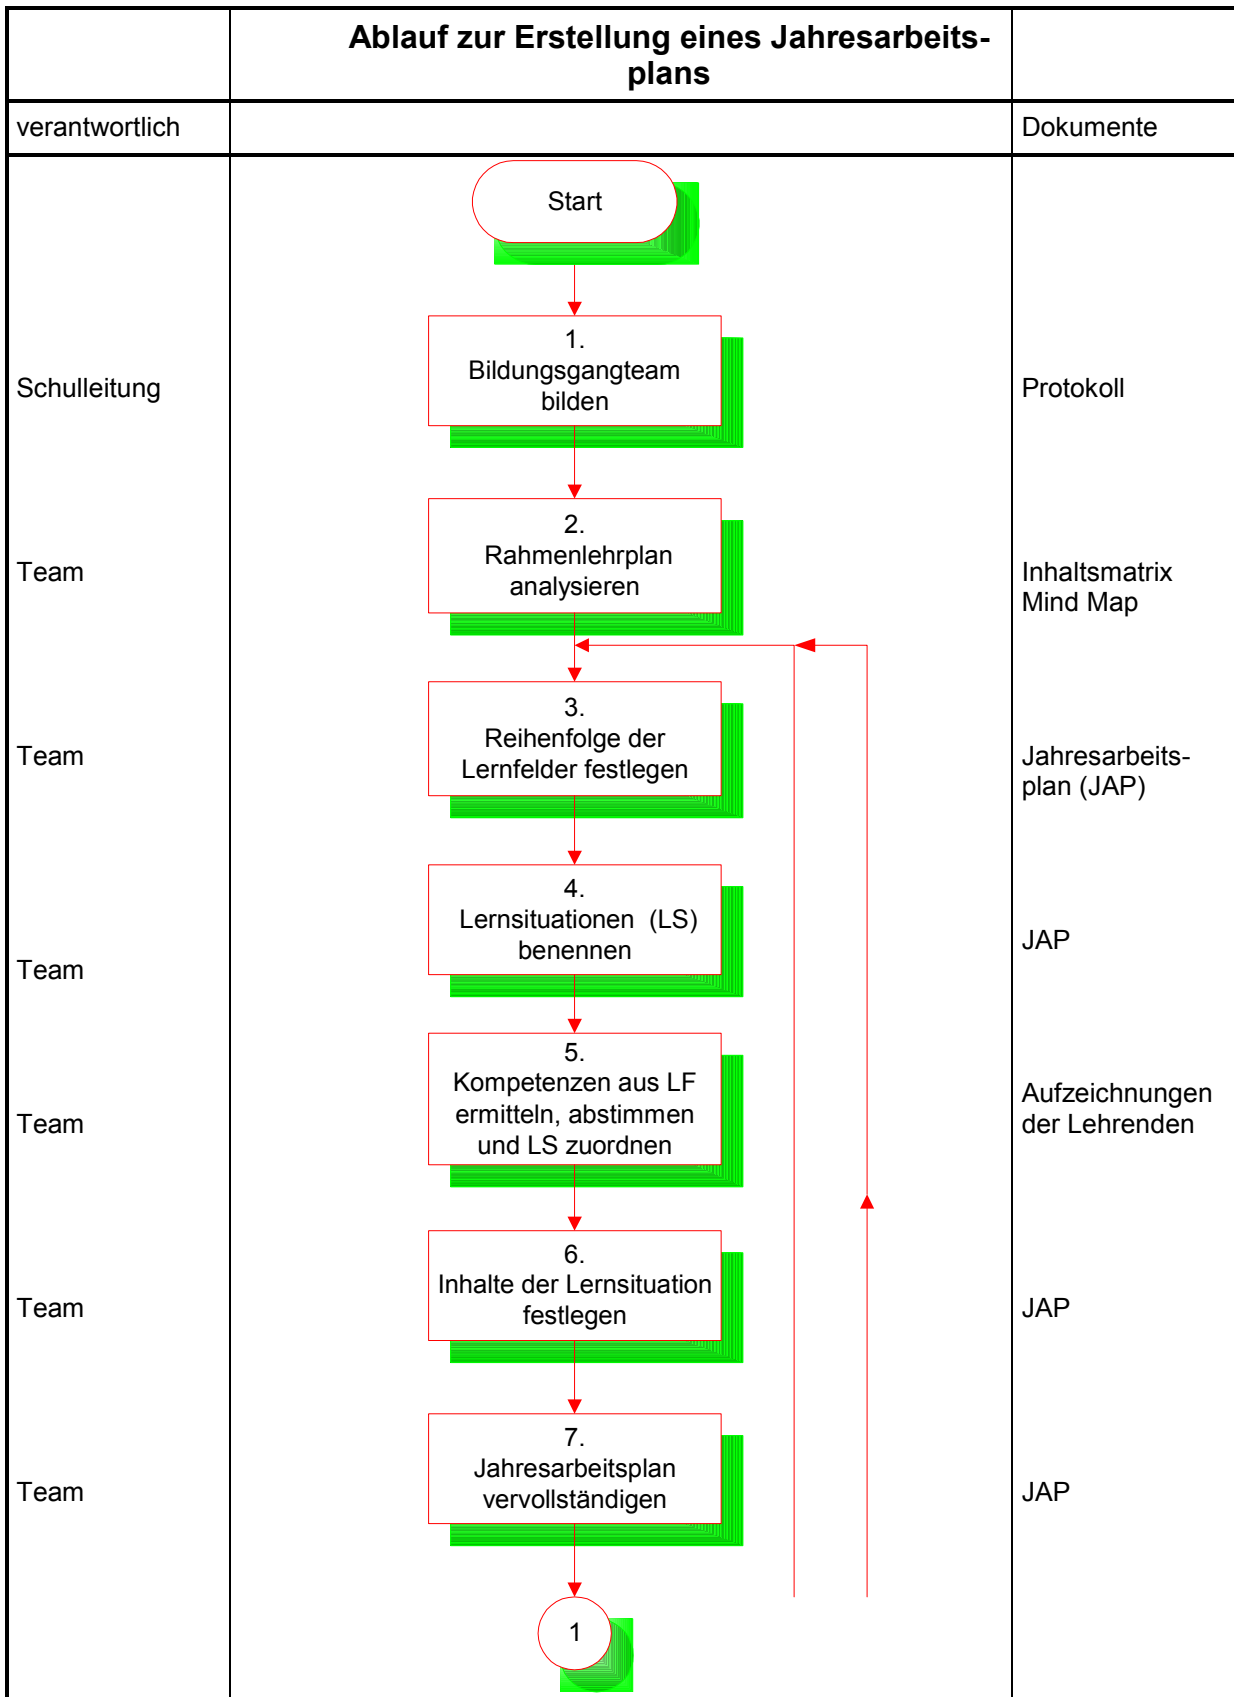 Ablauf zur Erstellung eines Jahresarbeits-
plans
verantwortlich
Dokumente
Start
1.
Bildungsgangteam
bilden
Schulleitung
Protokoll
2.
Rahmenlehrplan
analysieren
Team
Inhaltsmatrix
Mind Map
3.
Reihenfolge der
Lernfelder festlegen
Team
Jahresarbeits-
plan (JAP)
4.
Lernsituationen (LS)
benennen
Team
JAP
5.
Kompetenzen aus LF
ermitteln, abstimmen
und LS zuordnen
Team
Aufzeichnungen
der Lehrenden
6.
Inhalte der Lernsituation
festlegen
Team
JAP
7.
Jahresarbeitsplan
vervollständigen
Team
JAP
1